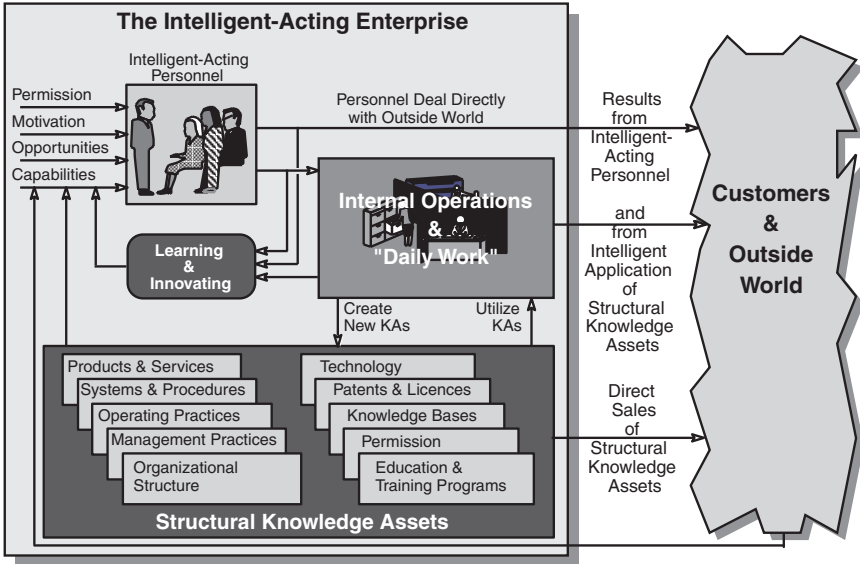 The Intelligent-Acting Enterprise
Intelligent-Acting
Personnel
Permission
Motivation
Opportunities
Capabilities
Personnel Deal Directly
with Outside World
Results
from
Intelligent-
Acting
Personnel
Internal Operations
&
"Daily Work"
Learning
&
Innovating
and
from
Intelligent
Application
of
Structural
Knowledge
Assets
Customers
&
Outside
World
Create
New KAs
Utilize
KAs
Products & Services
Systems & Procedures
Operating Practices
Management Practices
Organizational
Structure
Technology
Patents & Licences
Knowledge Bases
Permission
Education &
Training Programs
Direct
Sales
of
Structural
Knowledge
Assets
Structural Knowledge Assets